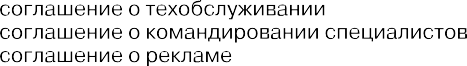 соглашение о техобслуживании
соглашение о командировании специалистов
соглашение о рекламе